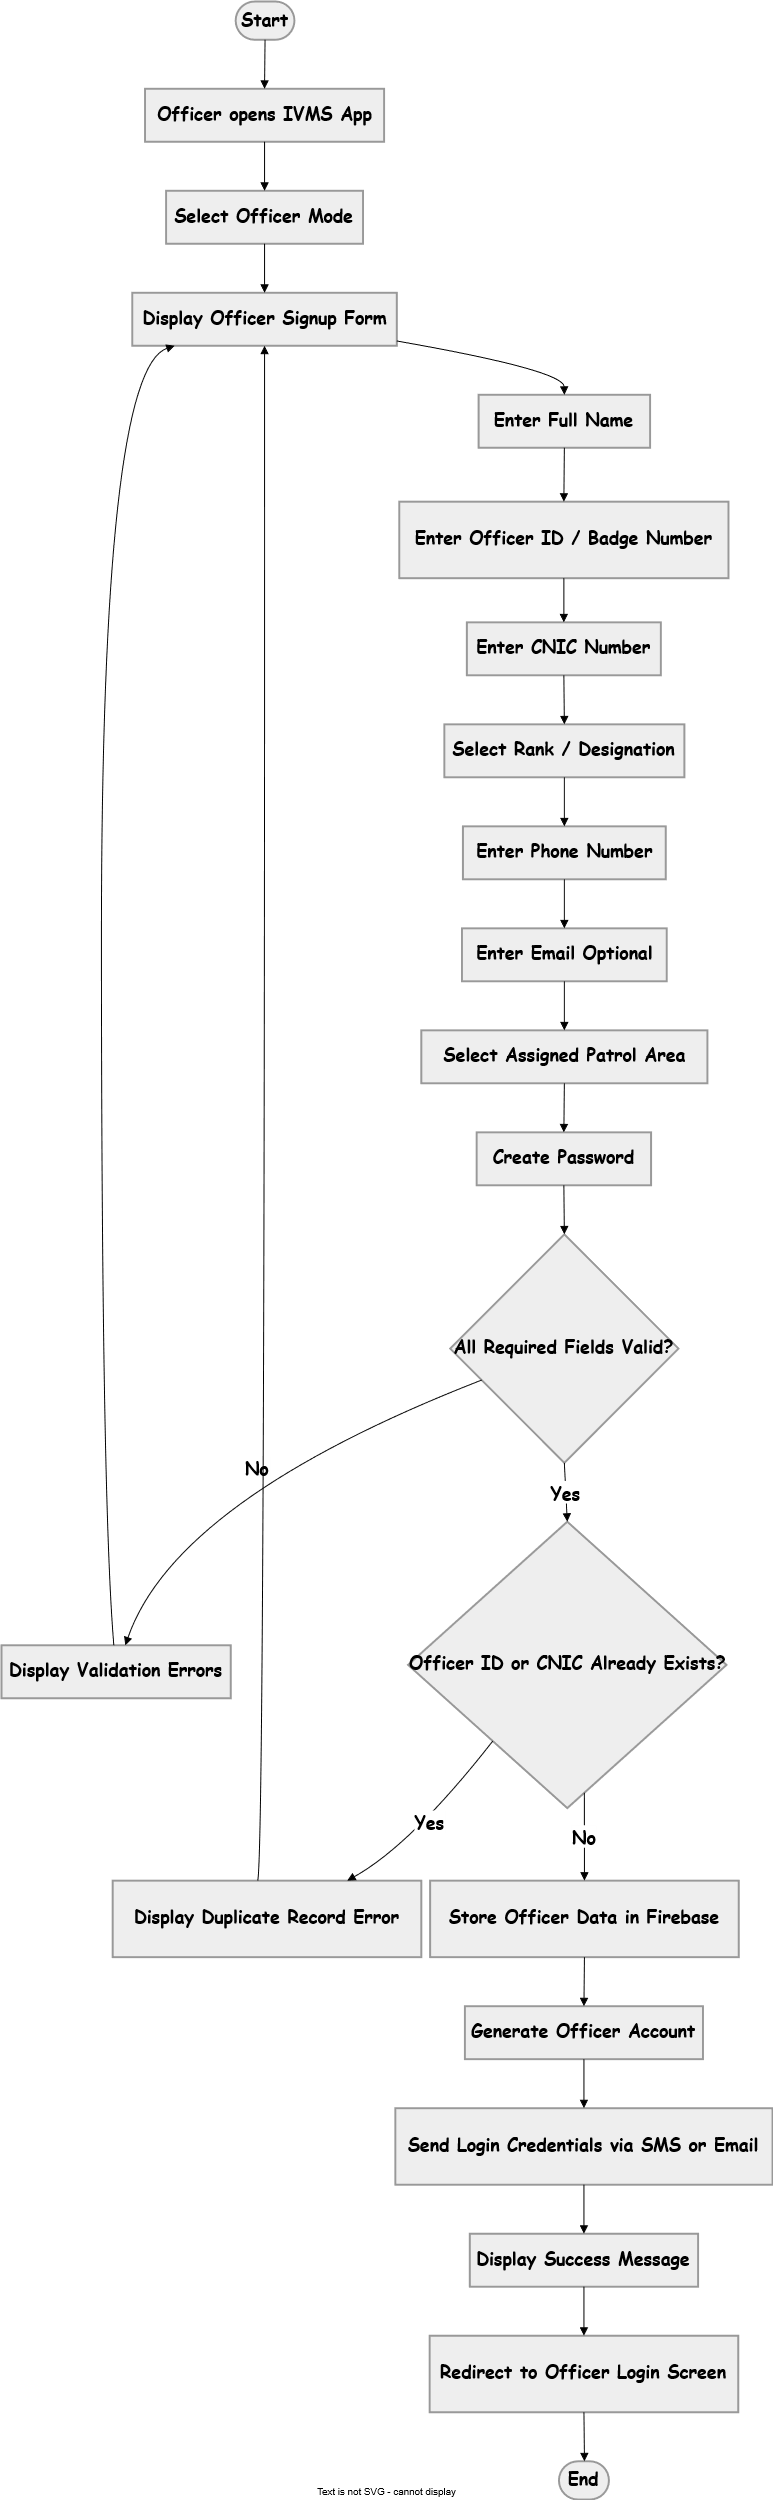 Start
Officer opens IVMS App
Select Officer Mode
Display Officer Signup Form
Enter Full Name
Enter Officer ID / Badge Number
Enter CNIC Number
Select Rank / Designation
Enter Phone Number
Enter Email Optional
Select Assigned Patrol Area
Create Password
All Required Fields Valid?
No
Yes
Officer ID or CNIC Already Exists?
Display Validation Errors
Yes
No
Display Duplicate Record Error
Store Officer Data in Firebase
Generate Officer Account
Send Login Credentials via SMS or Email
Display Success Message
Redirect to Officer Login Screen
End
Text is not SVG - cannot display